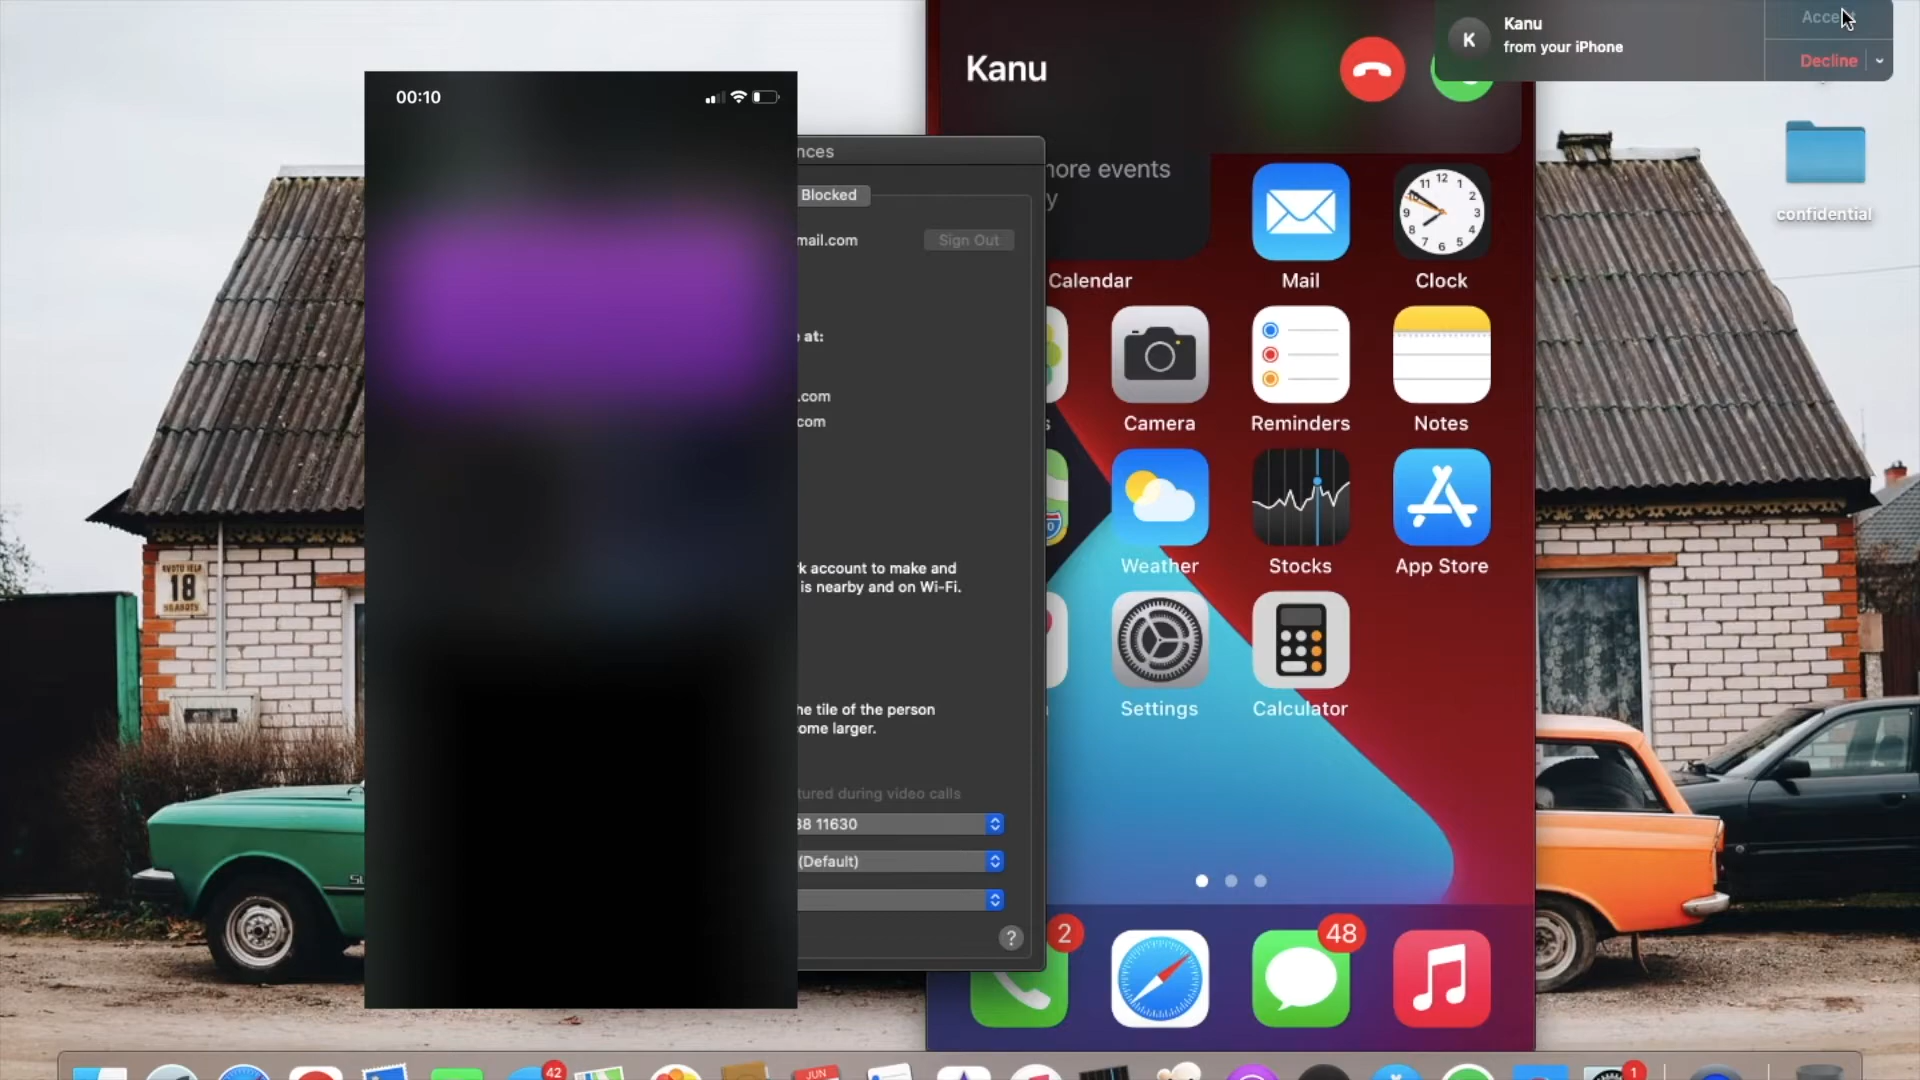 00:10
nces
Blocked
mail.com
Sign Out
at:
.com
com
k account to make and
is nearby and on Wi-Fi.
he tile of the person
ome larger.
tured during video calls
38 11630
(Default)
?
Kanu
Kanu
from your iPhone
Accept
Decline
ore events
y
Calendar
Mail
Clock
s
Camera
Reminders
Notes
Weather
Stocks
App Store
Settings
Calculator
2
48
confidential
18
42
JUN
1
K